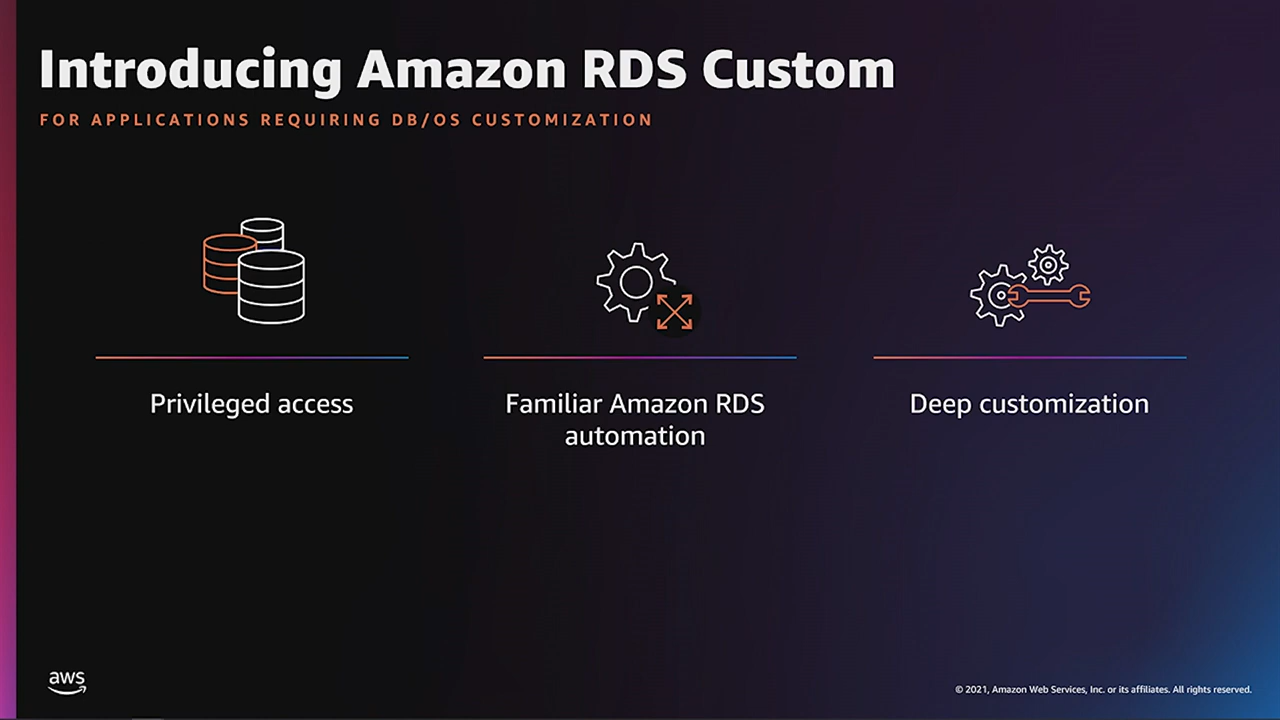 Introducing Amazon RDS Custom
FOR APPLICATIONS REQUIRING DB/OS CUSTOMIZATION
Privileged access
Familiar Amazon RDS
automation
Deep customization
aws
© 2021, Amazon Web Services, Inc. or its affiliates. All rights reserved.